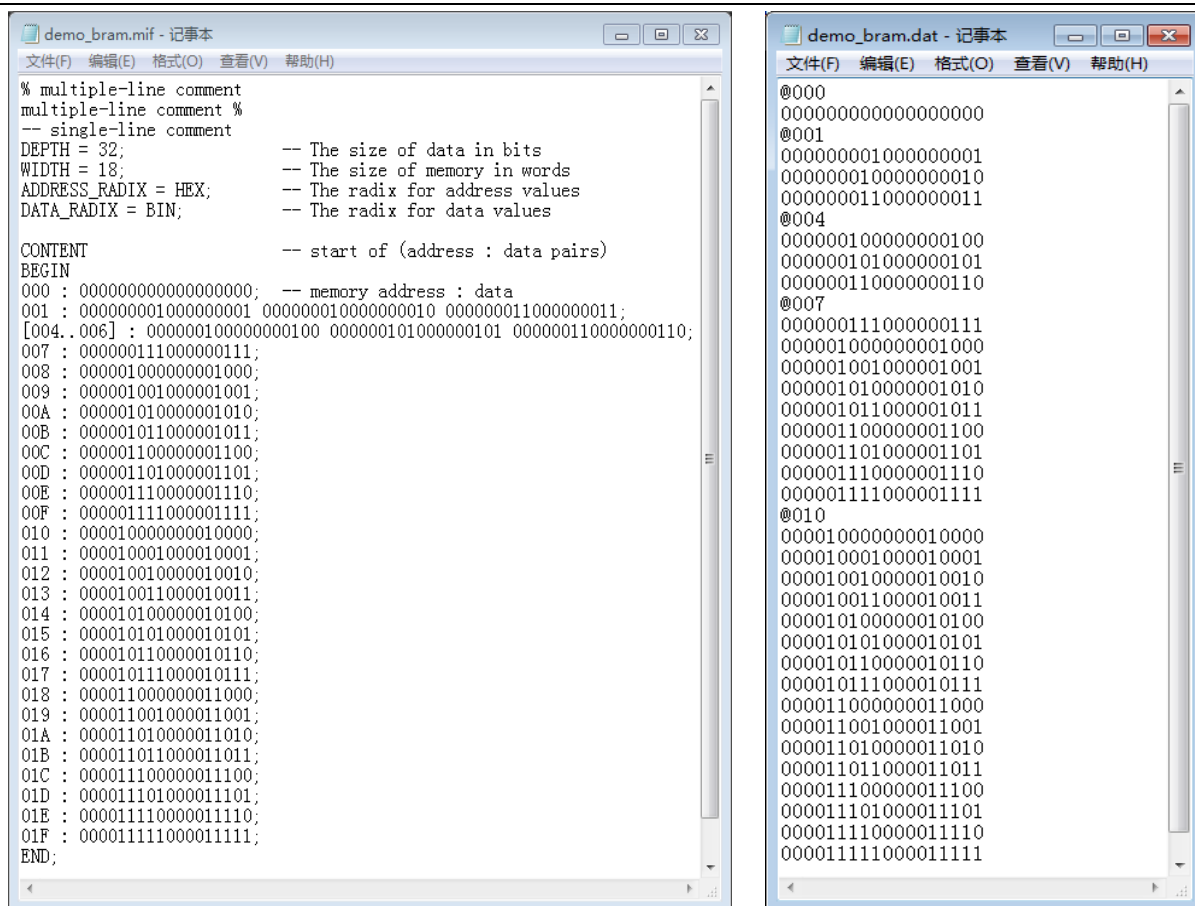 demo_bram.mif - 记事本
文件(F) 编辑(E) 格式(O) 查看(V) 帮助(H)
% multiple-line comment
multiple-line comment %
-- single-line comment
DEPTH = 32; -- The size of data in bits
WIDTH = 18; -- The size of memory in words
ADDRESS_RADIX = HEX; -- The radix for address values
DATA_RADIX = BIN; -- The radix for data values
CONTENT -- start of (address : data pairs)
BEGIN
000 : 000000000000000000; -- memory address : data
001 : 000000001000000001 000000010000000010 000000011000000011;
[004..006] : 000000100000000100 000000101000000101 000000110000000110;
007 : 000000111000000111;
008 : 000001000000001000;
009 : 000001001000001001;
00A : 000001010000001010;
00B : 000001011000001011;
00C : 000001100000001100;
00D : 000001101000001101;
00E : 000001110000001110;
00F : 000001111000001111;
010 : 000010000000010000;
011 : 000010001000010001;
012 : 000010010000010010;
013 : 000010011000010011;
014 : 000010100000010100;
015 : 000010101000010101;
016 : 000010110000010110;
017 : 000010111000010111;
018 : 000011000000011000;
019 : 000011001000011001;
01A : 000011010000011010;
01B : 000011011000011011;
01C : 000011100000011100;
01D : 000011101000011101;
01E : 000011110000011110;
01F : 000011111000011111;
END;
demo_bram.dat - 记事本
文件(F) 编辑(E) 格式(O) 查看(V) 帮助(H)
@000
000000000000000000
@001
000000001000000001
000000010000000010
000000011000000011
@004
000000100000000100
000000101000000101
000000110000000110
@007
000000111000000111
000001000000001000
000001001000001001
000001010000001010
000001011000001011
000001100000001100
000001101000001101
000001110000001110
000001111000001111
@010
000010000000010000
000010001000010001
000010010000010010
000010011000010011
000010100000010100
000010101000010101
000010110000010110
000010111000010111
000011000000011000
000011001000011001
000011010000011010
000011011000011011
000011100000011100
000011101000011101
000011110000011110
000011111000011111